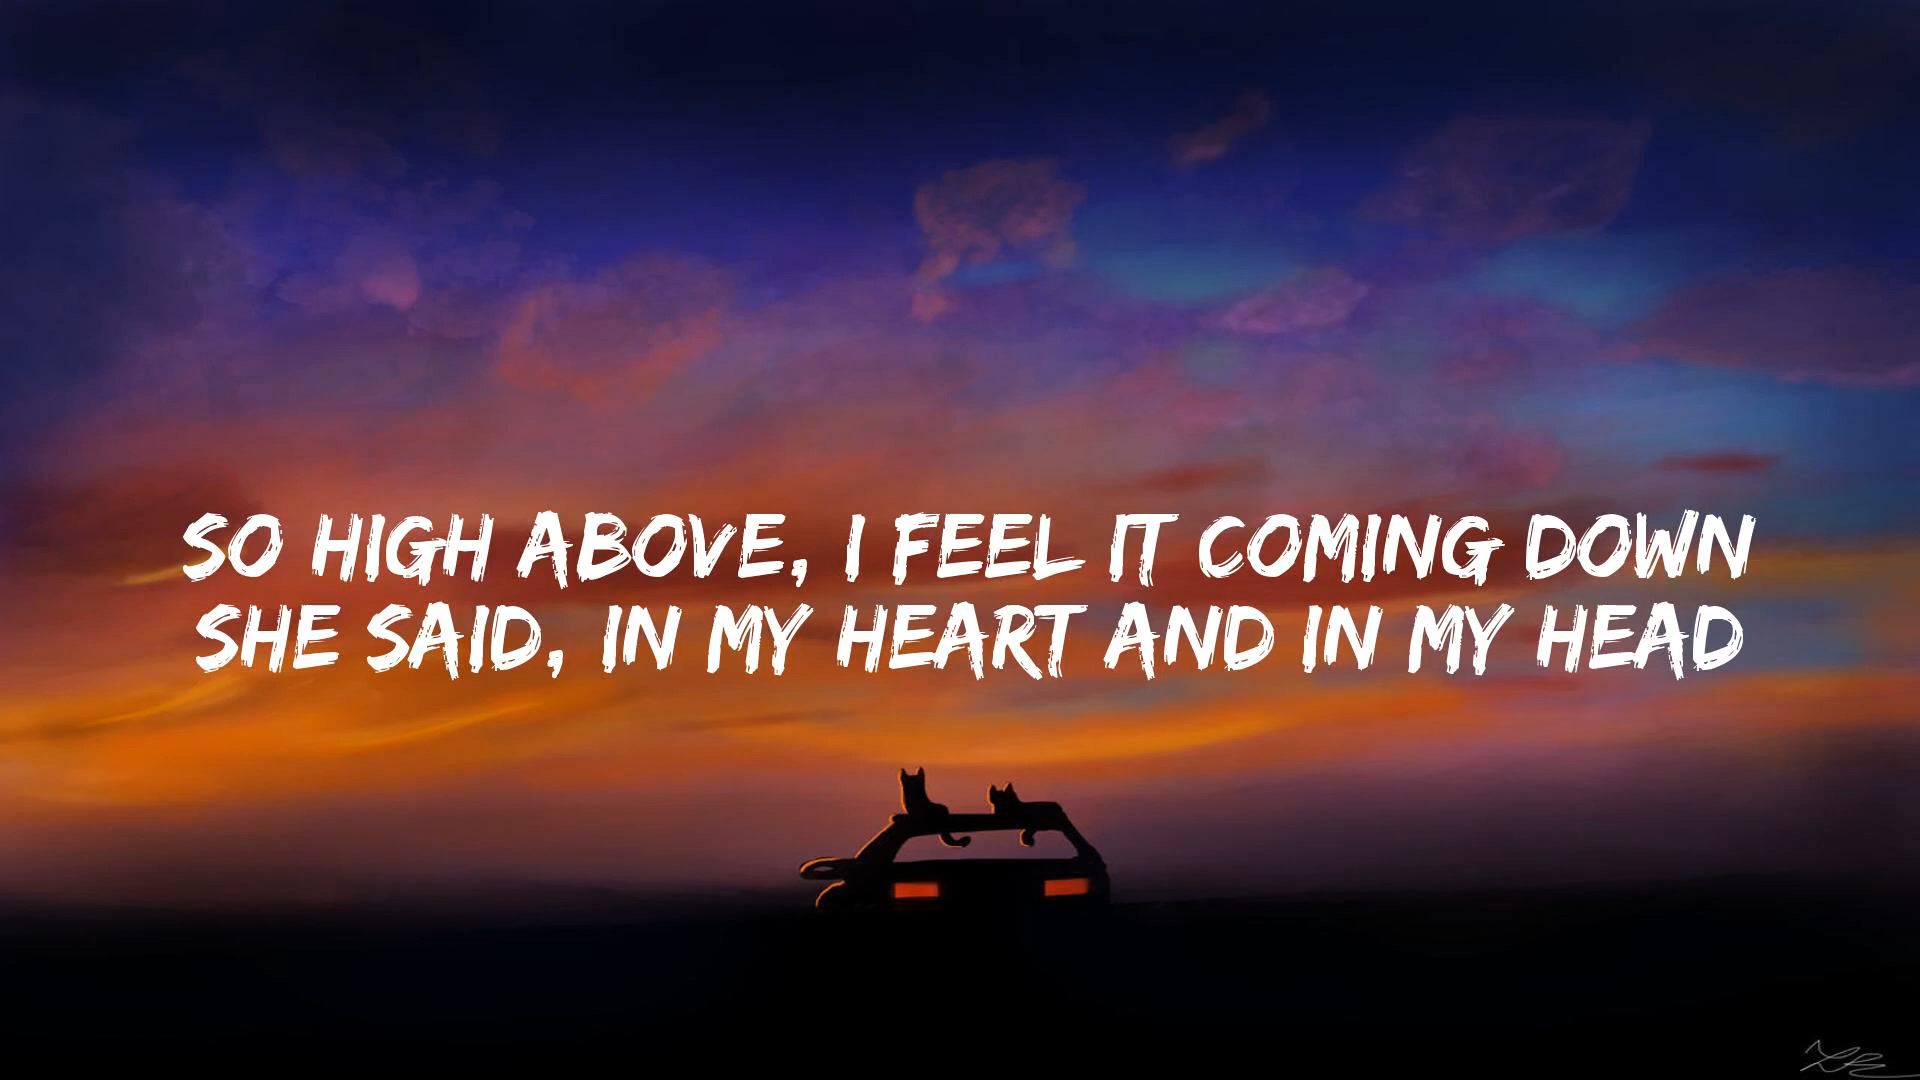 SO HIGH ABOVE, I FEEL IT COMING DOWN
SHE SAID, IN MY HEART AND IN MY HEAD